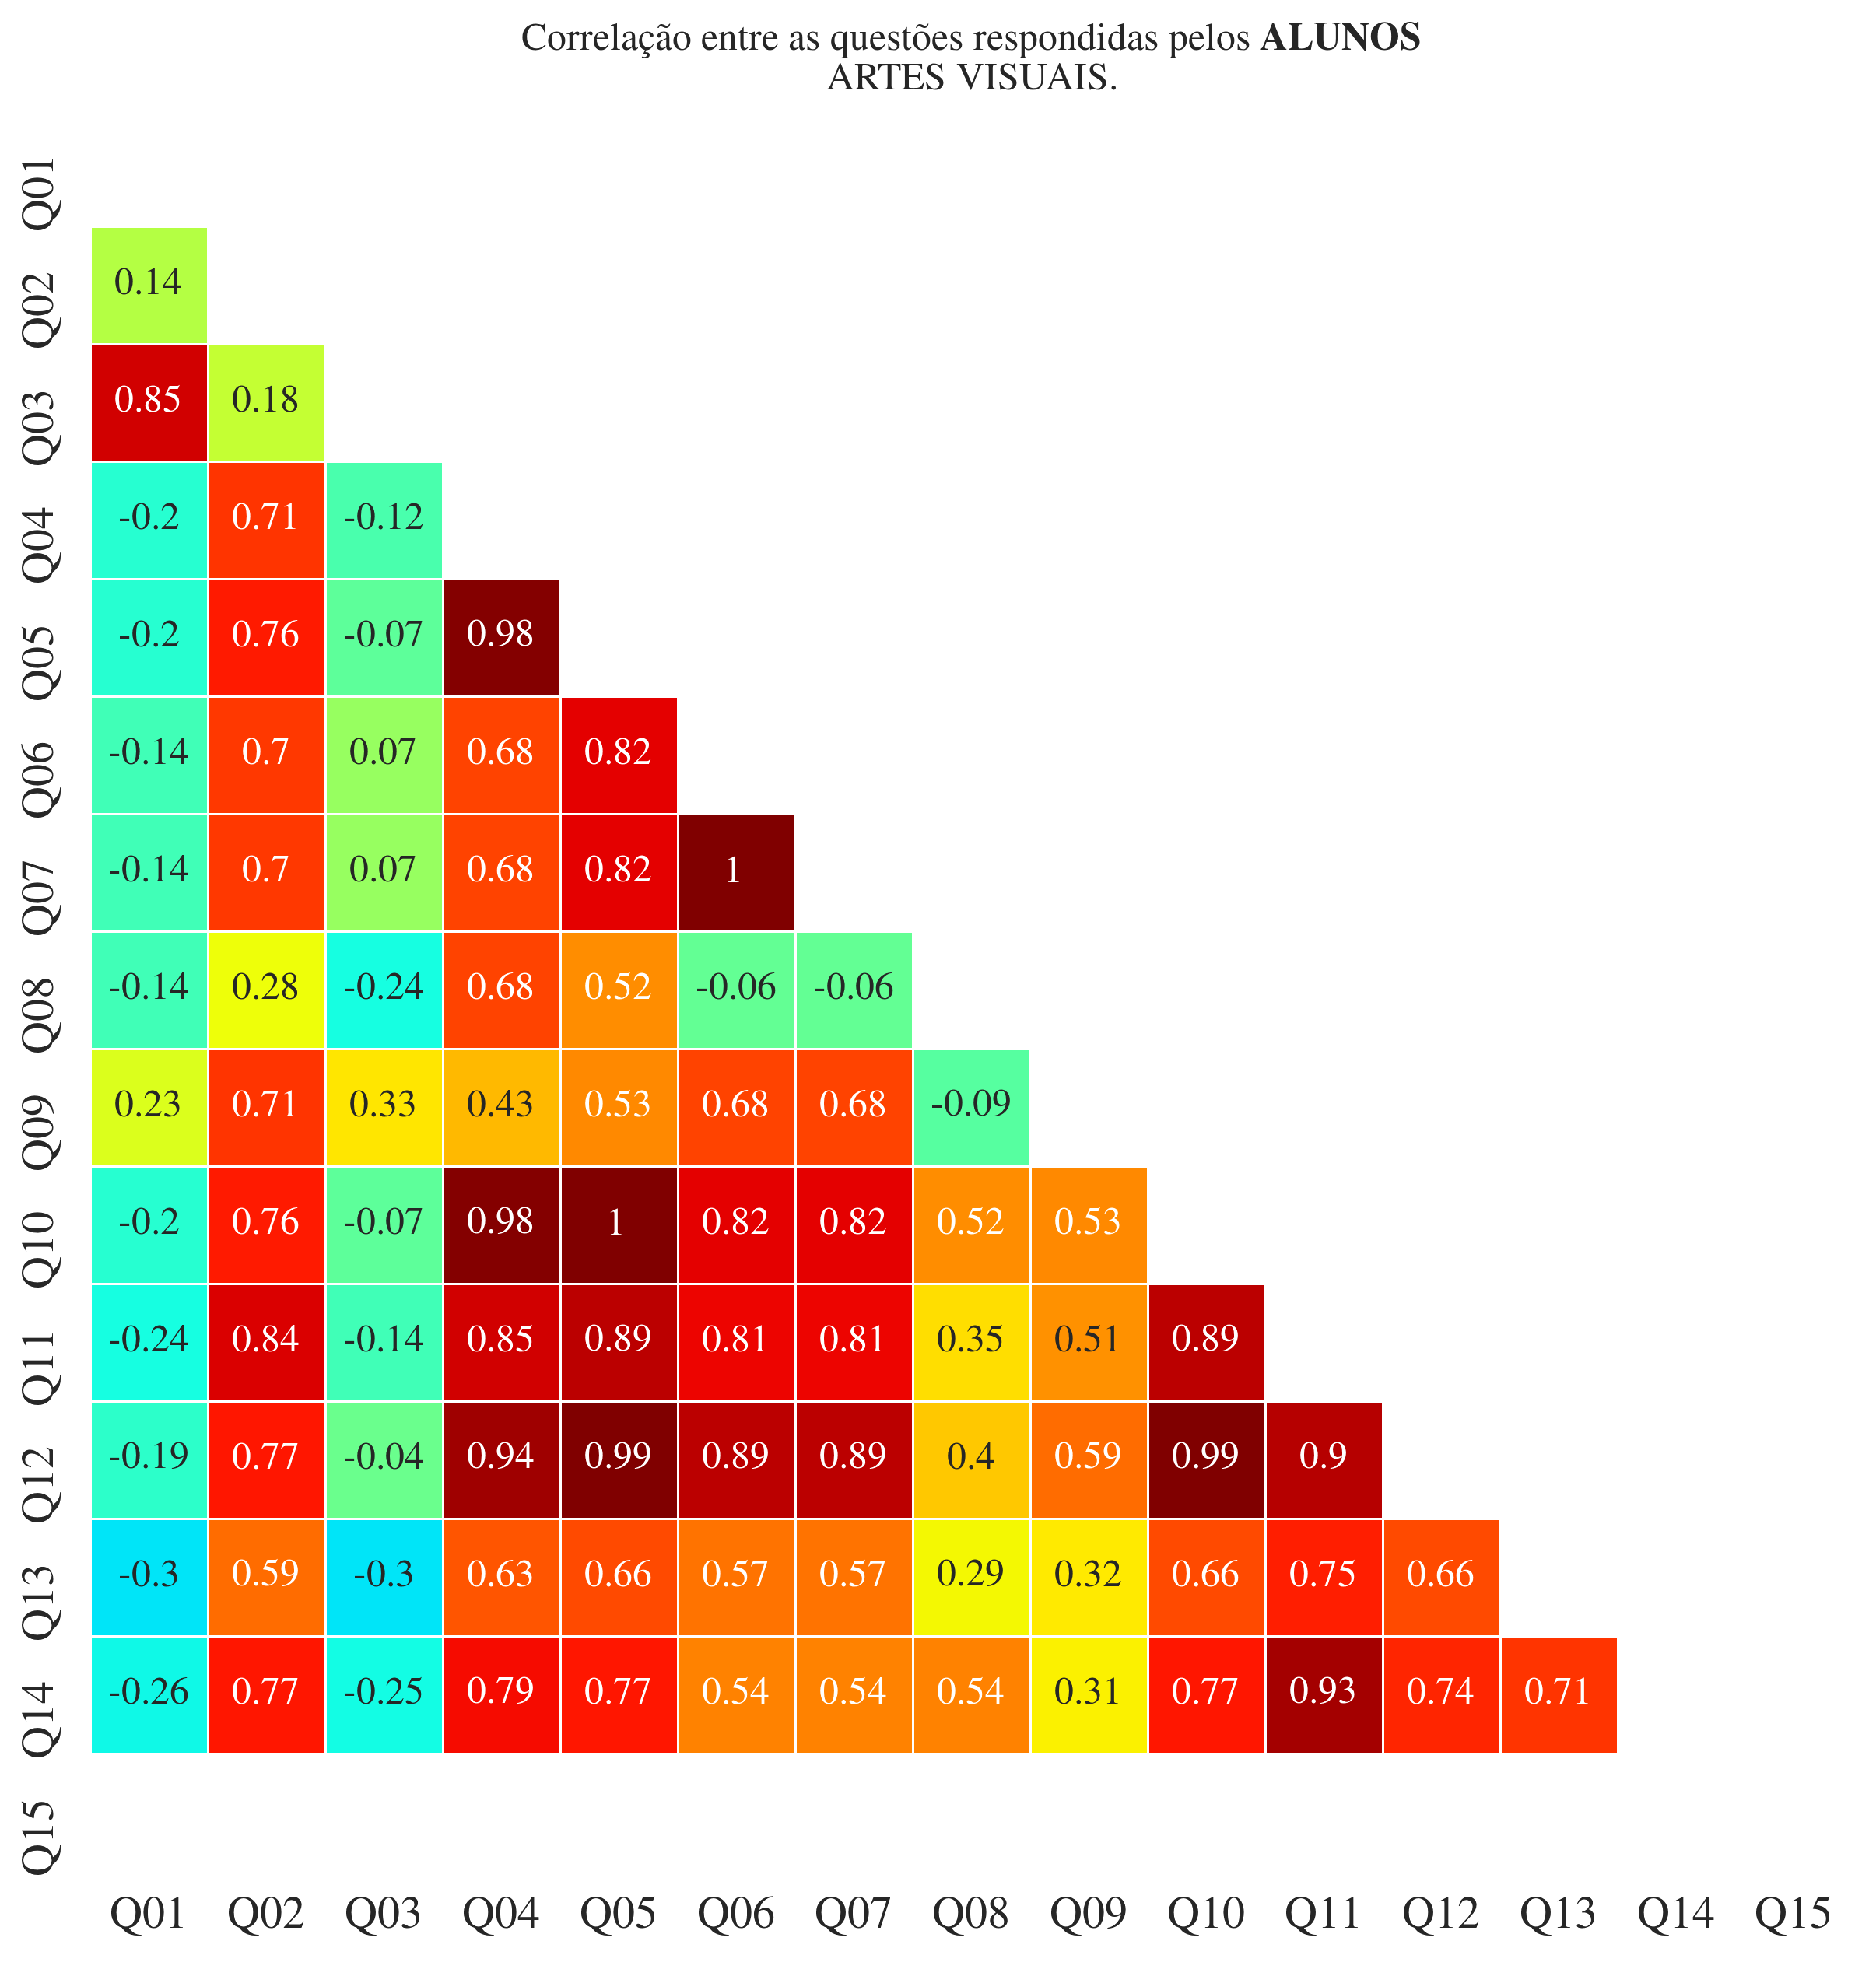 Correlação entre as questões respondidas pelos ALUNOS
ARTES VISUAIS.
Q01
Q02 0.14
Q03 0.85 0.18
Q04 -0.2 0.71 -0.12
Q05 -0.2 0.76 -0.07 0.98
Q06 -0.14 0.7 0.07 0.68 0.82
Q07 -0.14 0.7 0.07 0.68 0.82 1
Q08 -0.14 0.28 -0.24 0.68 0.52 -0.06 -0.06
Q09 0.23 0.71 0.33 0.43 0.53 0.68 0.68 -0.09
Q10 -0.2 0.76 -0.07 0.98 1 0.82 0.82 0.52 0.53
Q11 -0.24 0.84 -0.14 0.85 0.89 0.81 0.81 0.35 0.51 0.89
Q12 -0.19 0.77 -0.04 0.94 0.99 0.89 0.89 0.4 0.59 0.99 0.9
Q13 -0.3 0.59 -0.3 0.63 0.66 0.57 0.57 0.29 0.32 0.66 0.75 0.66
Q14 -0.26 0.77 -0.25 0.79 0.77 0.54 0.54 0.54 0.31 0.77 0.93 0.74 0.71
Q15
Q01 Q02 Q03 Q04 Q05 Q06 Q07 Q08 Q09 Q10 Q11 Q12 Q13 Q14 Q15